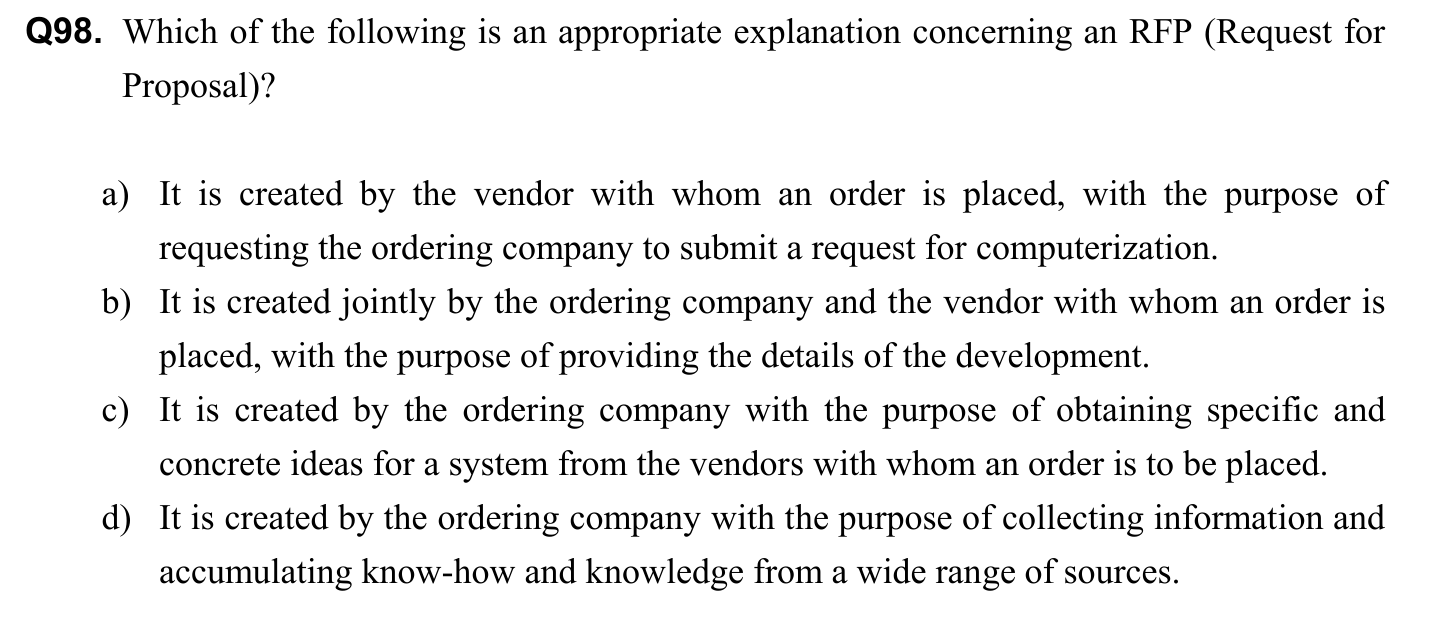 Q98. Which of the following is an appropriate explanation concerning an RFP (Request for
Proposal)?
a) It is created by the vendor with whom an order is placed, with the purpose of
requesting the ordering company to submit a request for computerization.
b) It is created jointly by the ordering company and the vendor with whom an order is
placed, with the purpose of providing the details of the development.
c) It is created by the ordering company with the purpose of obtaining specific and
concrete ideas for a system from the vendors with whom an order is to be placed.
d) It is created by the ordering company with the purpose of collecting information and
accumulating know-how and knowledge from a wide range of sources.